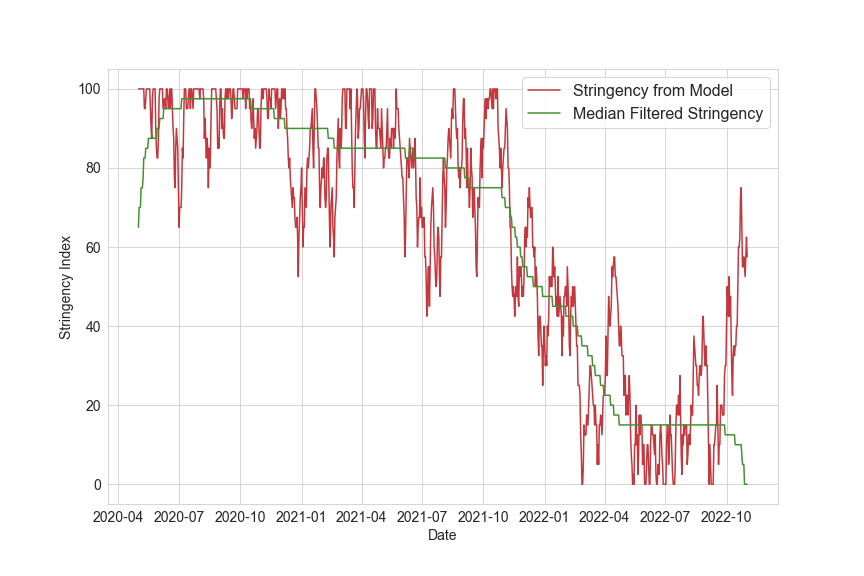 Stringency from Model
Median Filtered Stringency
Stringency Index
100
80
60
40
20
0
2020-04 2020-07 2020-10 2021-01 2021-04 2021-07 2021-10 2022-01 2022-04 2022-07 2022-10
Date